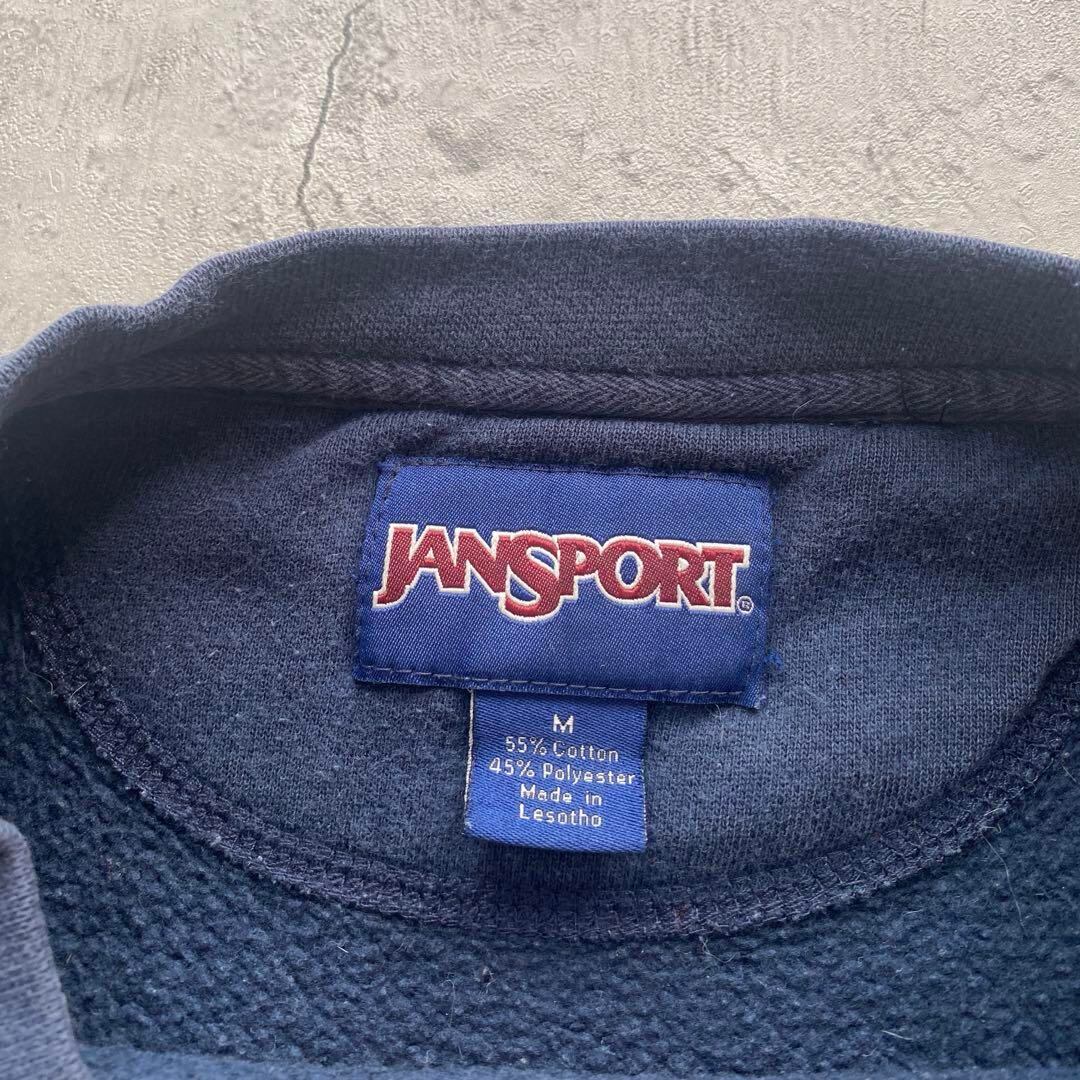 JANSPORT®
M
55% Cotton
45% Polyester
Made in
Lesotho